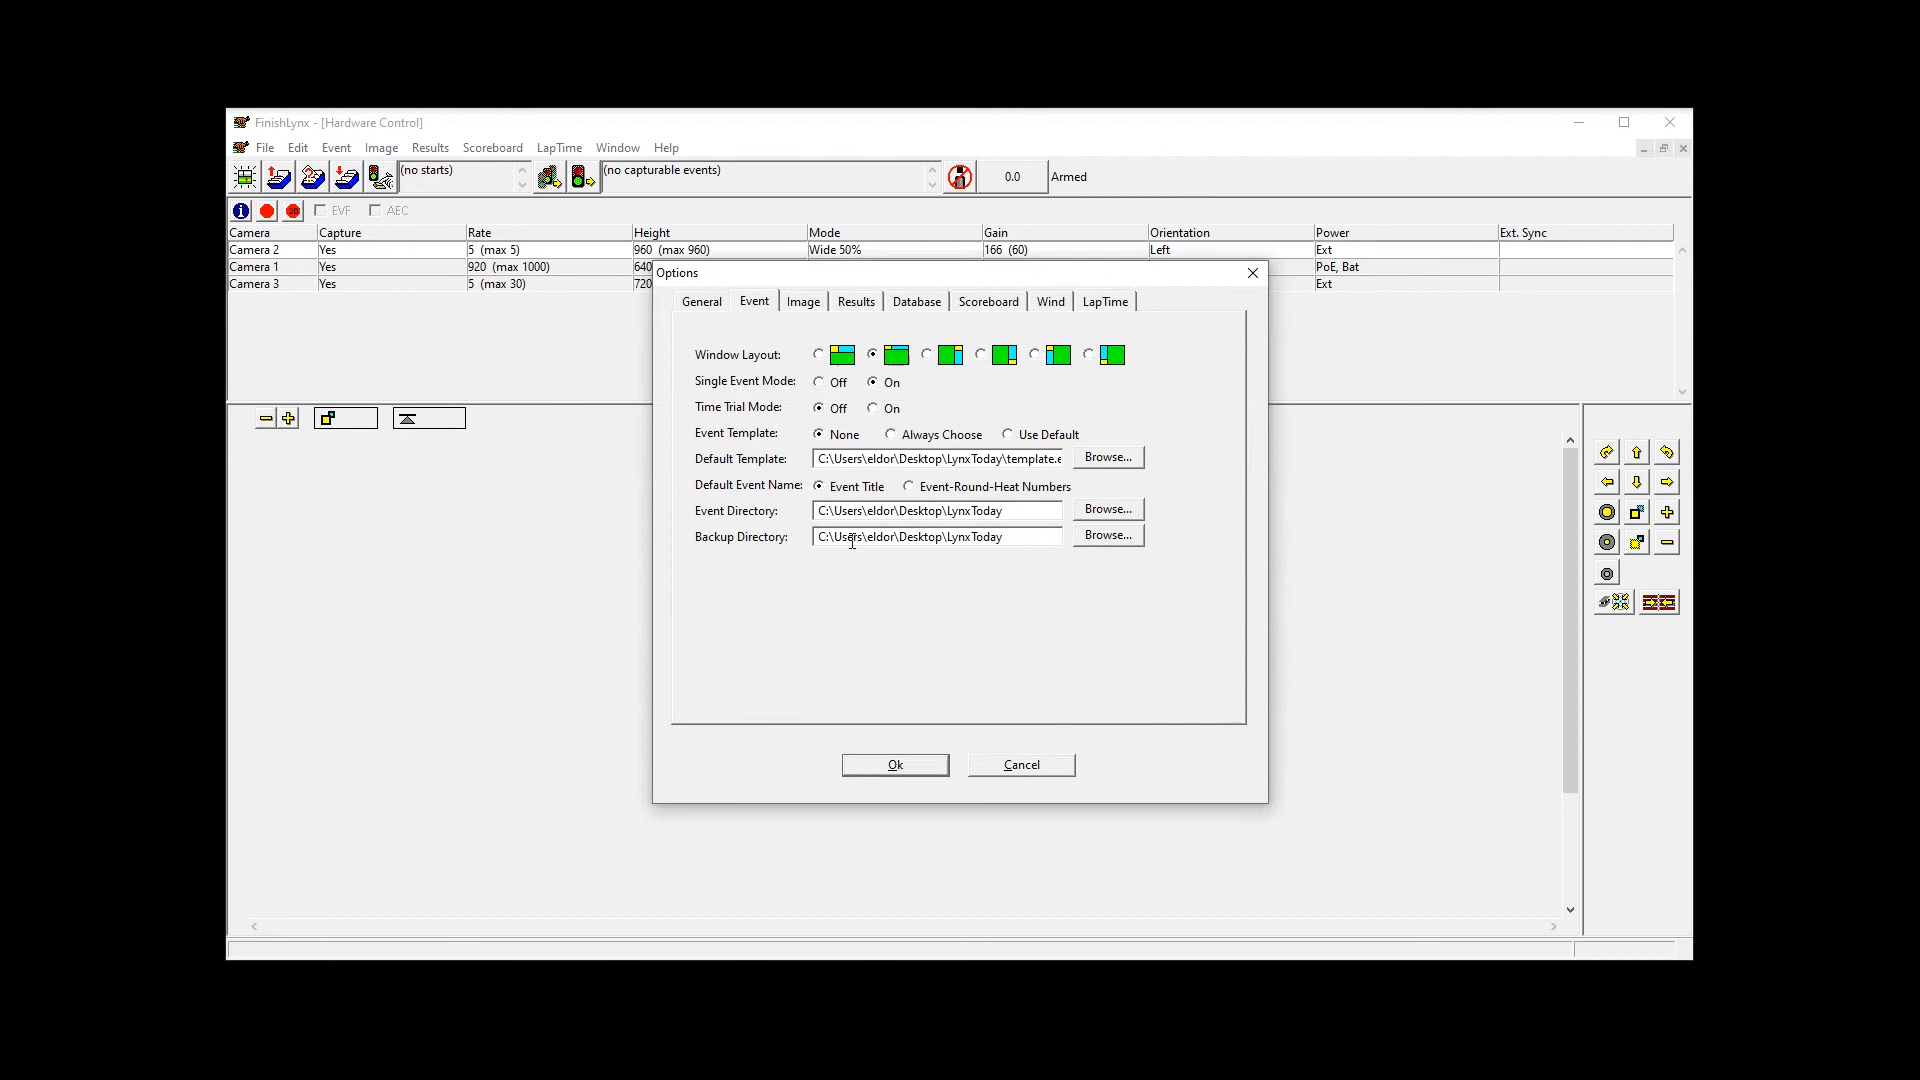 FinishLynx - [Hardware Control]
File Edit Event Image Results Scoreboard LapTime Window Help
(no starts) (no capturable events) 0.0 Armed
EVF AEC
Camera Capture Rate Height Mode Gain Orientation Power Ext. Sync
Camera 2 Yes 5 (max 5) 960 (max 960) Wide 50% 166 (60) Left Ext
Camera 1 Yes 920 (max 1000) 640 PoE, Bat
Camera 3 Yes 5 (max 30) 720 Ext
Options
General Event Image Results Database Scoreboard Wind LapTime
Window Layout:
Single Event Mode: Off On
Time Trial Mode: Off On
Event Template: None Always Choose Use Default
Default Template: C:\Users\eldor\Desktop\LynxToday\template.e Browse...
Default Event Name: Event Title Event-Round-Heat Numbers
Event Directory: C:\Users\eldor\Desktop\LynxToday Browse...
Backup Directory: C:\Users\eldor\Desktop\LynxToday Browse...
Ok Cancel